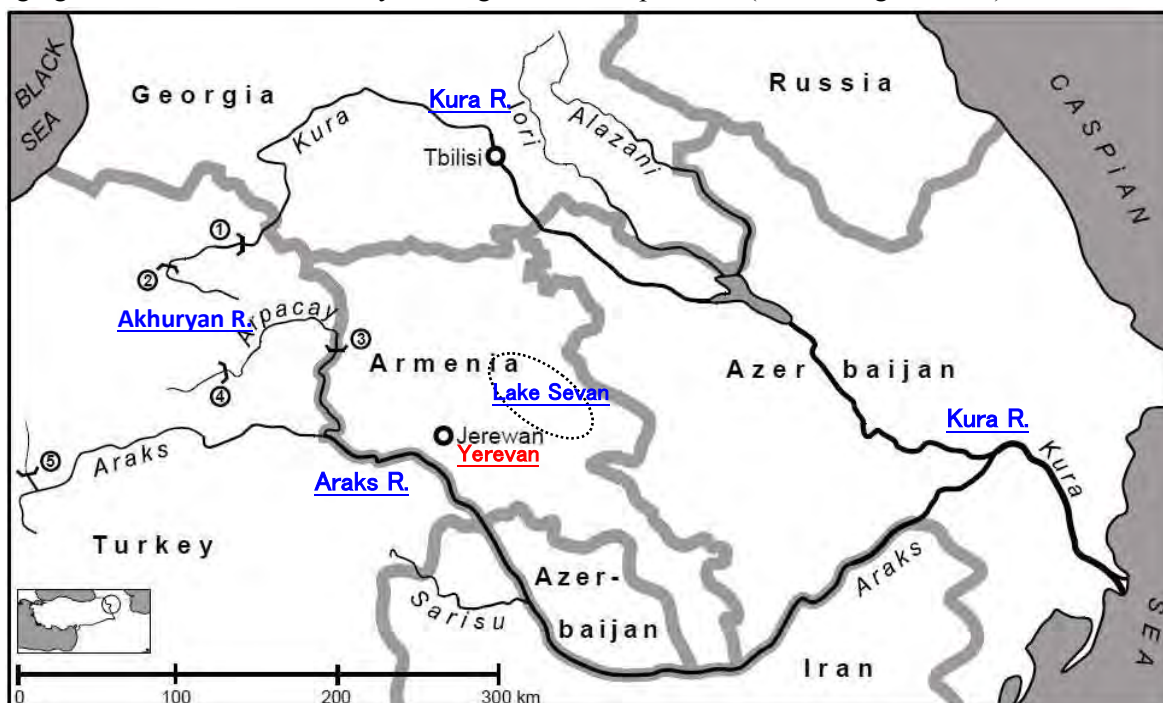 BLACK
SEA
Georgia
Kura
Kura R.
Iori
Alazani
Russia
CASPIAN
Tbilisi
1
2
Akhuryan R.
Arpacay
3
4
Armenia
Lake Sevan
Azer baijan
Jerewan
Yerevan
Kura R.
Kura
5
Araks
Araks R.
Turkey
Azer-
baijan
Sarisu
Araks
Iran
SEA
0 100 200 300 km